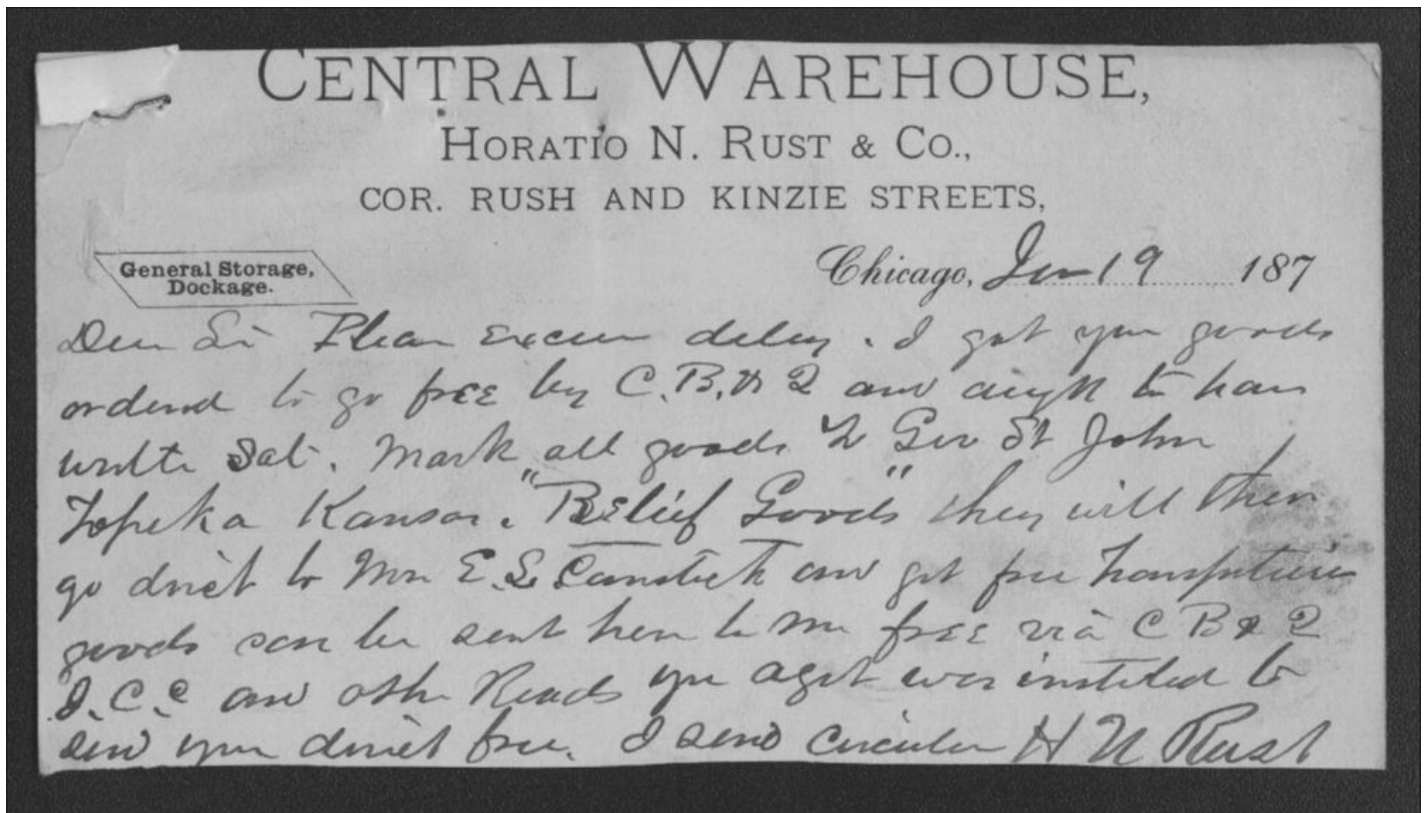 CENTRAL WAREHOUSE,
HORATIO N. RUST & CO.,
COR. RUSH AND KINZIE STREETS,
General Storage,
Dockage.
Chicago, Jan 19 187
Dear Sir Please excuse delay. I got your goods
ordered to go free by C.B. & Q and ought to have
written Sat. Mark all goods to Gov St John
Topeka Kansas. "Relief Goods" they will then
go direct to Mrs E. L. Comstock and get free transportation
goods can be sent here to me free via C B & Q
I.C. and other Roads your agent was instructed to
send your direct free. I send circular H N Rust